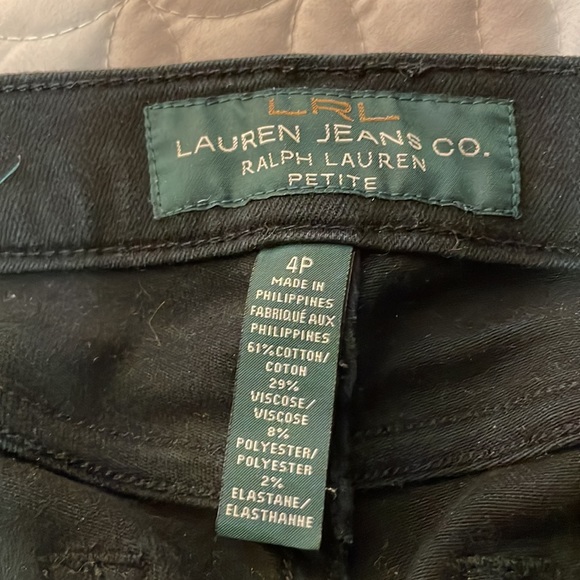 LRL
LAUREN JEANS CO.
RALPH LAUREN
PETITE
4P
MADE IN
PHILIPPINES
FABRIQUÉ AUX
PHILIPPINES
61% COTTON/
COTON
29%
VISCOSE/
VISCOSE
8%
POLYESTER/
POLYESTER
2%
ELASTANE/
ELASTHANNE